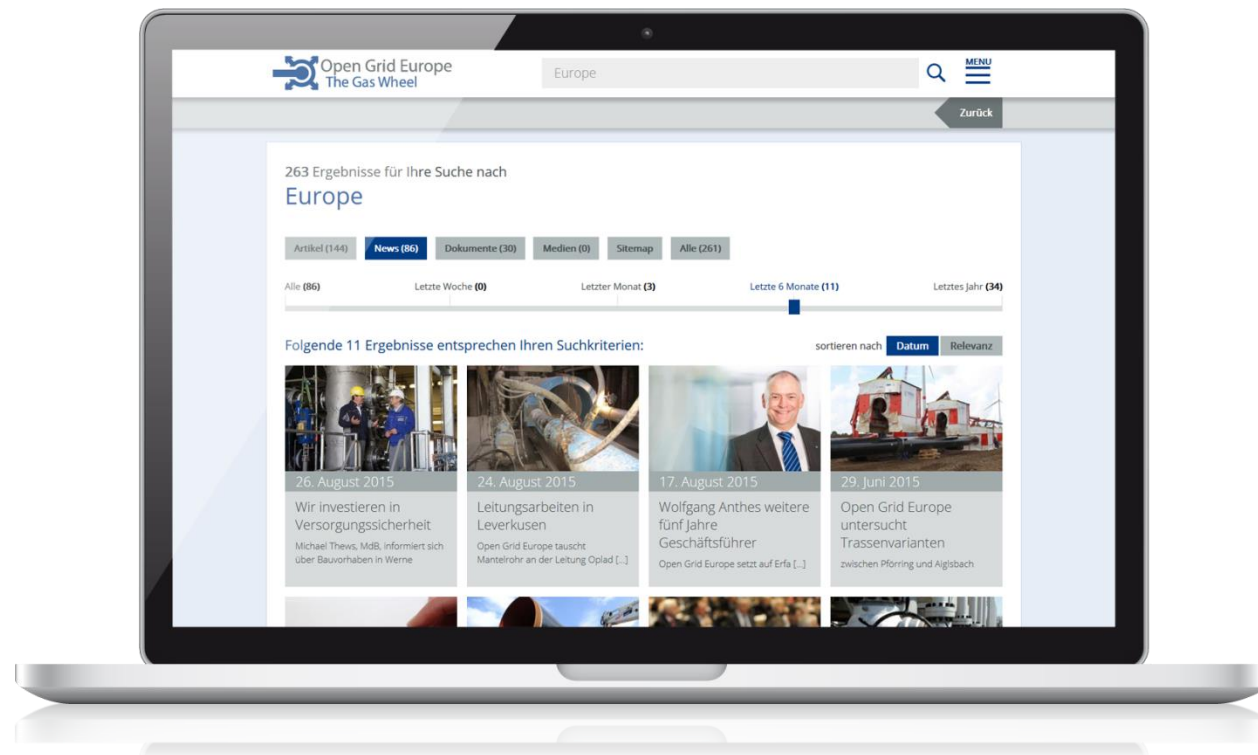 Open Grid Europe
The Gas Wheel
Europe
MENU
Zurück
263 Ergebnisse für Ihre Suche nach
Europe
Artikel (144)
News (86)
Dokumente (30)
Medien (0)
Sitemap
Alle (261)
Alle (86)
Letzte Woche (0)
Letzter Monat (3)
Letzte 6 Monate (11)
Letztes Jahr (34)
Folgende 11 Ergebnisse entsprechen Ihren Suchkriterien:
sortieren nach
Datum
Relevanz
26. August 2015
Wir investieren in
Versorgungssicherheit
Michael Thews, MdB, informiert sich
über Bauvorhaben in Werne
24. August 2015
Leitungsarbeiten in
Leverkusen
Open Grid Europe tauscht
Mantelrohr an der Leitung Oplad [...]
17. August 2015
Wolfgang Anthes weitere
fünf Jahre
Geschäftsführer
Open Grid Europe setzt auf Erfa [...]
29. Juni 2015
Open Grid Europe
untersucht
Trassenvarianten
zwischen Pförring und Aiglsbach